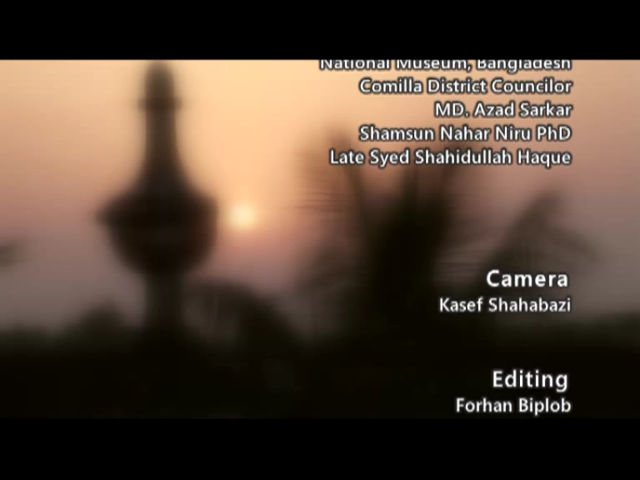 National Museum, Bangladesh
Comilla District Councilor
MD. Azad Sarkar
Shamsun Nahar Niru PhD
Late Syed Shahidullah Haque
Camera
Kasef Shahabazi
Editing
Forhan Biplob